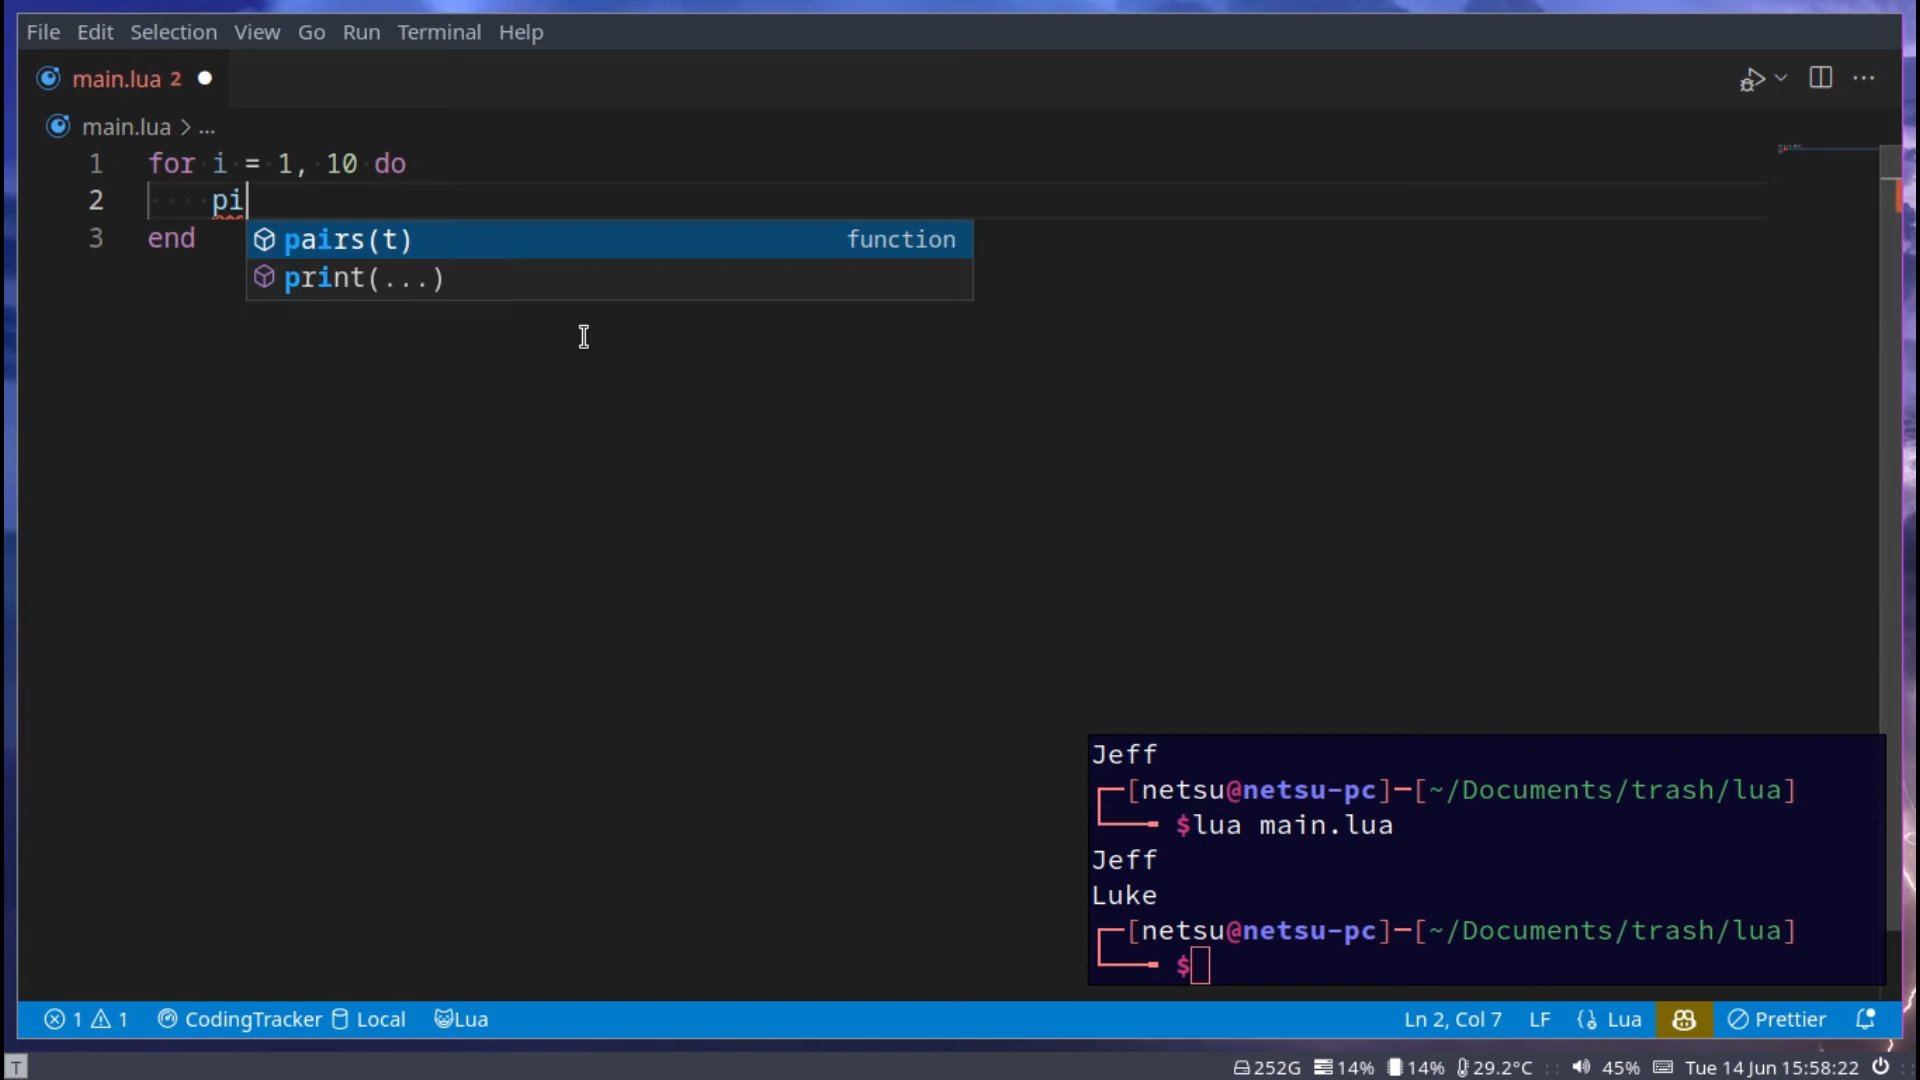 File Edit Selection View Go Run Terminal Help
main.lua 2
main.lua > ...
1 for i = 1, 10 do
2 pi
3 end
pairs(t) function
print(...)
Jeff
[netsu@netsu-pc]─[~/Documents/trash/lua]
$lua main.lua
Jeff
Luke
[netsu@netsu-pc]─[~/Documents/trash/lua]
$
1 1 CodingTracker Local Lua Ln 2, Col 7 LF Lua Prettier
T 252G 14% 14% 29.2°C 45% Tue 14 Jun 15:58:22